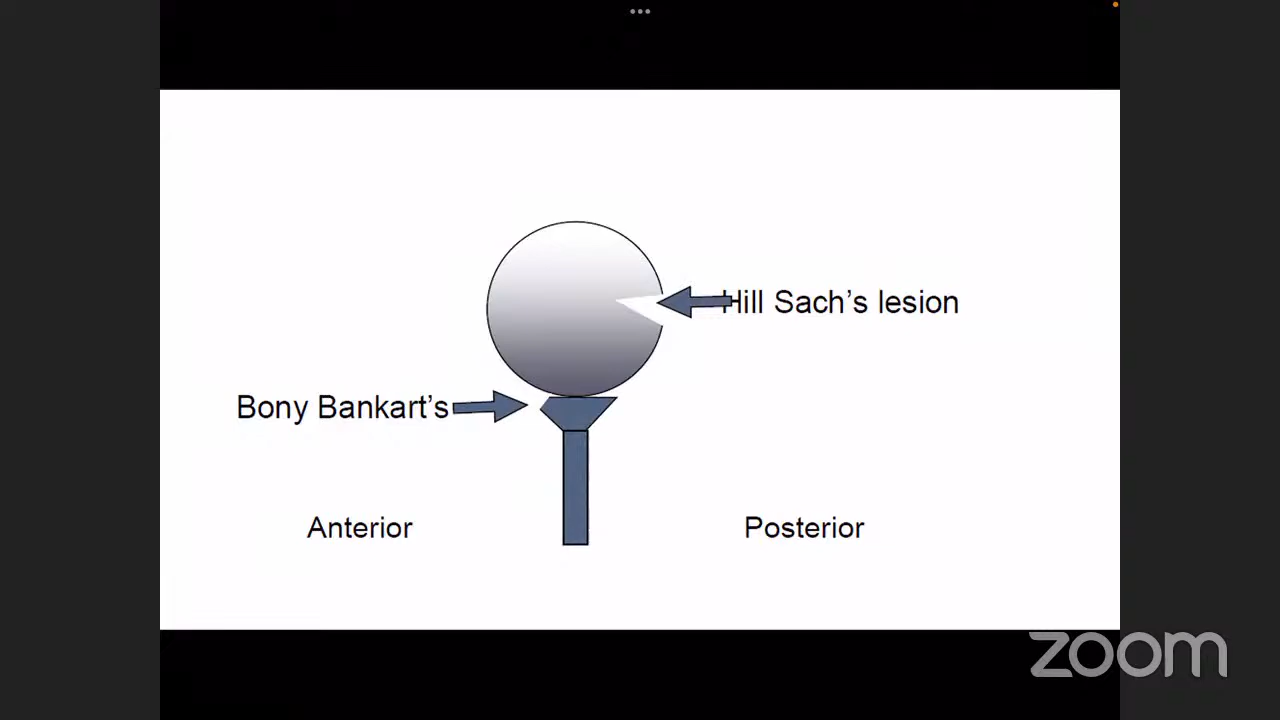 Hill Sach’s lesion
Bony Bankart’s
Anterior
Posterior
zoom